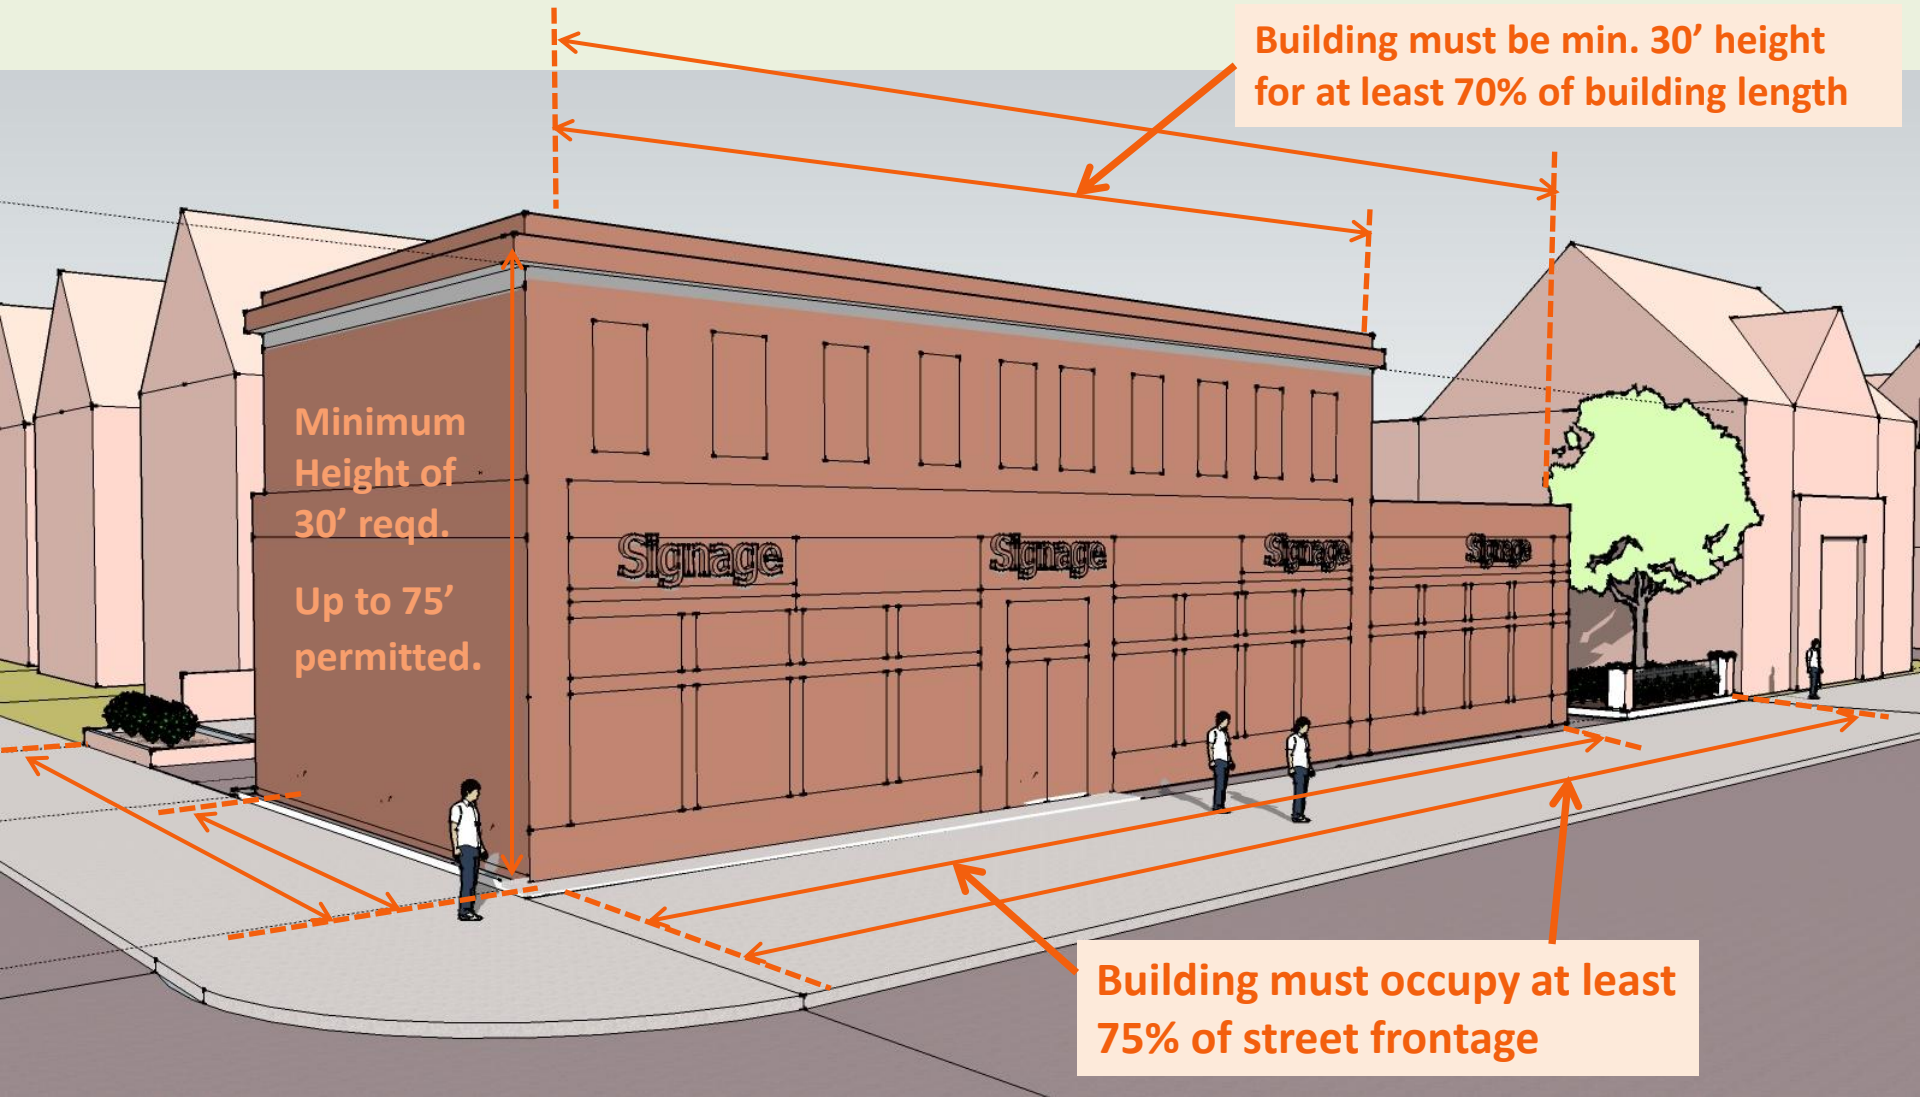 Building must be min. 30’ height
for at least 70% of building length
Minimum
Height of
30’ reqd.
Up to 75’
permitted.
Signage
Signage
Signage
Signage
Building must occupy at least
75% of street frontage